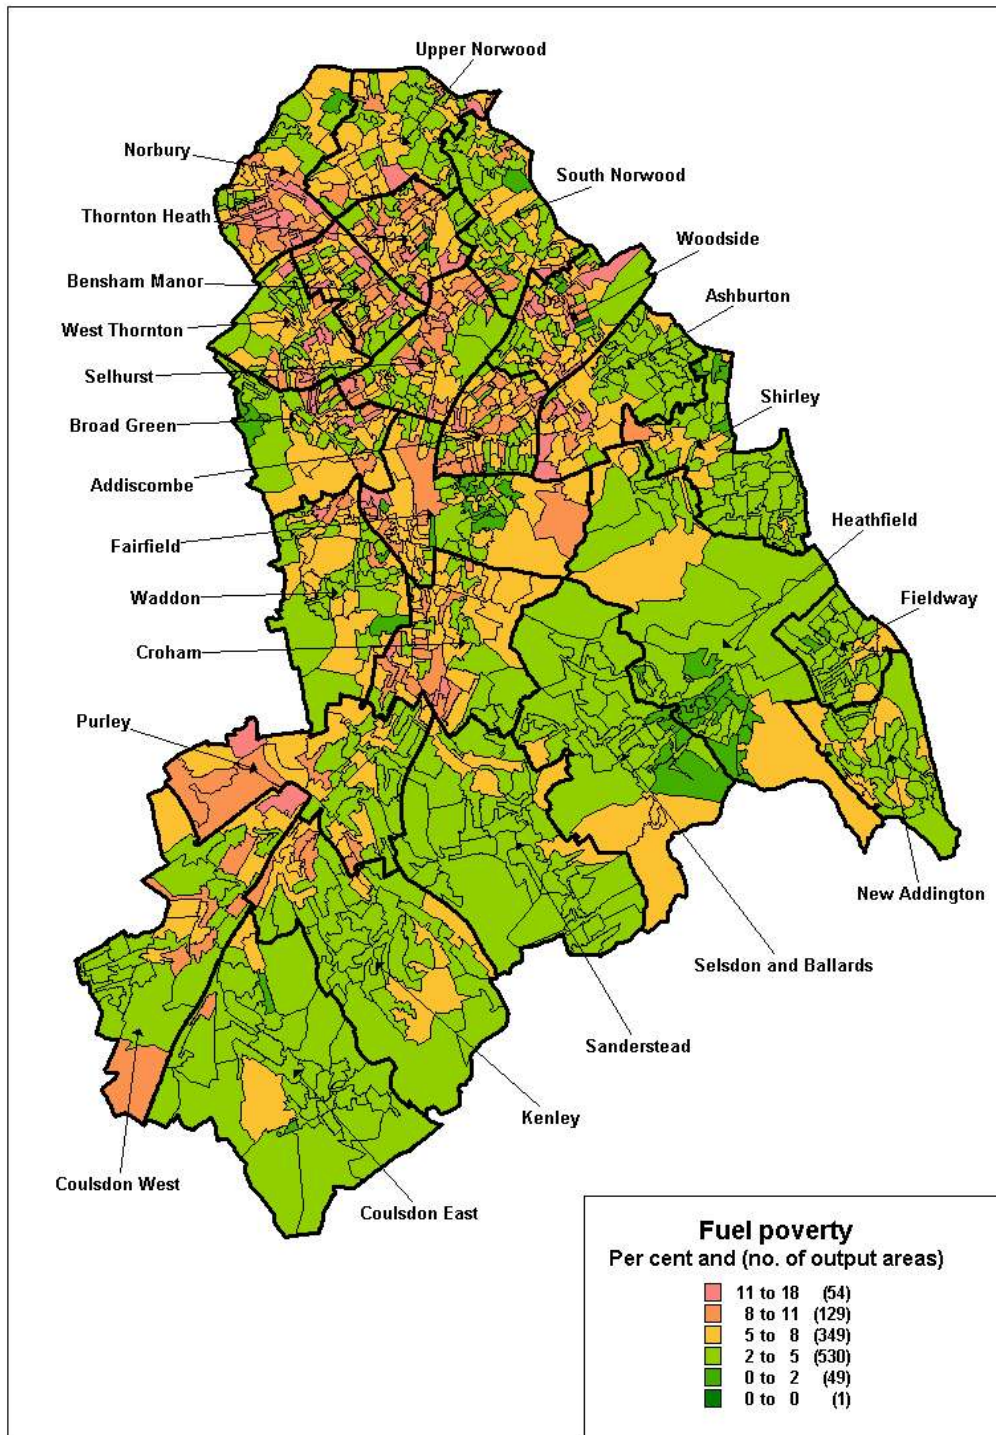 Upper Norwood
Norbury
South Norwood
Thornton Heath
Woodside
Bensham Manor
Ashburton
West Thornton
Selhurst
Shirley
Broad Green
Addiscombe
Heathfield
Fairfield
Fieldway
Waddon
Croham
Purley
New Addington
Selsdon and Ballards
Sanderstead
Kenley
Coulsdon West
Coulsdon East
Fuel poverty
Per cent and (no. of output areas)
11 to 18 (54)
8 to 11 (129)
5 to 8 (349)
2 to 5 (530)
0 to 2 (49)
0 to 0 (1)